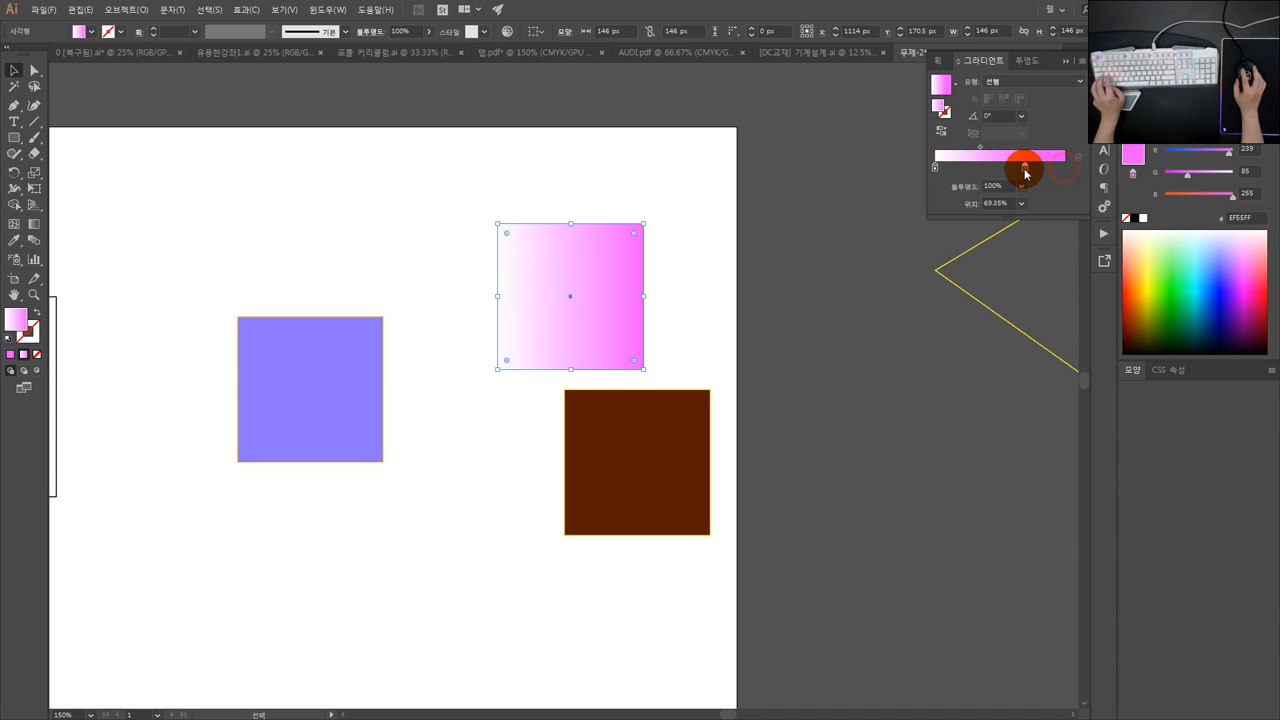 Ai 파일(F) 편집(E) 오브젝트(O) 문자(T) 선택(S) 효과(C) 보기(V) 윈도우(W) 도움말(H) Br St
사각형 획: 기본 불투명도: 100% 스타일: 모양: 146 px 146 px 0 px X: 1114 px Y: 170.5 px W: 146 px H: 146 px
0 [복구됨].ai* @ 25% (RGB/GP... × 유용한강좌1.ai @ 25% (RGB/G... × 포폴 커리큘럼.ai @ 33.33% (R... × 앱.pdf* @ 150% (CMYK/GPU ... × AUDI.pdf @ 66.67% (CMYK/G... × [DC교재] 기계설계.ai @ 12.5%... × 무제-2*
획 그라디언트 투명도
유형: 선형
획
0°
불투명도: 100%
위치: 69.35%
R 239
G 85
B 255
# EF55FF
모양 CSS 속성
150% 1 선택